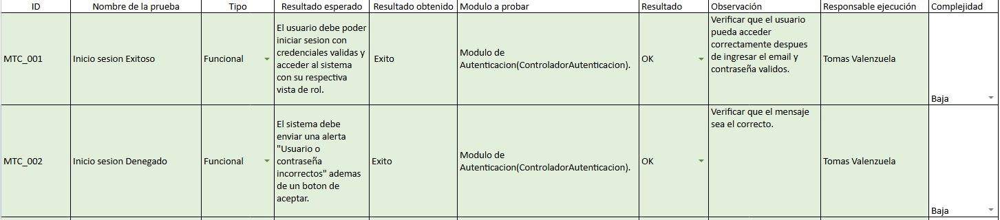 ID Nombre de la prueba Tipo Resultado esperado Resultado obtenido Modulo a probar Resultado Observación Responsable ejecución Complejidad
MTC_001
Inicio sesion Exitoso
Funcional
El usuario debe poder
iniciar sesion con
credenciales validas y
acceder al sistema
con su respectiva
vista de rol.
Exito
Modulo de
Autenticacion(ControladorAutenticacion).
OK
Verificar que el usuario
pueda acceder
correctamente despues
de ingresar el email y
contraseña validos.
Tomas Valenzuela
Baja
MTC_002
Inicio sesion Denegado
Funcional
El sistema debe
enviar una alerta
"Usuario o
contraseña
incorrectos" ademas
de un boton de
aceptar.
Exito
Modulo de
Autenticacion(ControladorAutenticacion).
OK
Verificar que el mensaje
sea el correcto.
Tomas Valenzuela
Baja